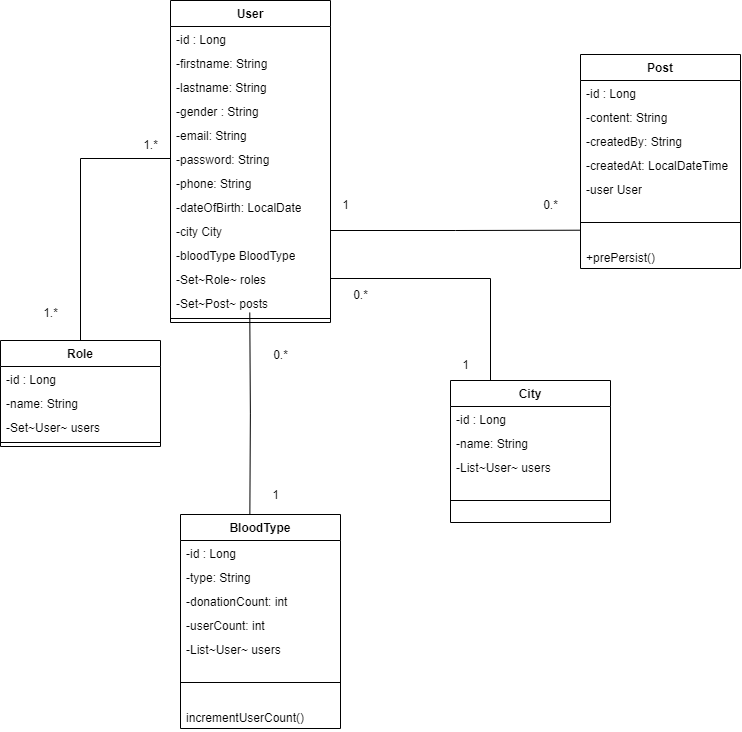 User
-id : Long
-firstname: String
-lastname: String
-gender : String
-email: String
-password: String
-phone: String
-dateOfBirth: LocalDate
-city City
-bloodType BloodType
-Set~Role~ roles
-Set~Post~ posts
Post
-id : Long
-content: String
-createdBy: String
-createdAt: LocalDateTime
-user User
+prePersist()
1.*
1
0.*
0.*
1.*
0.*
1
Role
-id : Long
-name: String
-Set~User~ users
City
-id : Long
-name: String
-List~User~ users
1
BloodType
-id : Long
-type: String
-donationCount: int
-userCount: int
-List~User~ users
incrementUserCount()